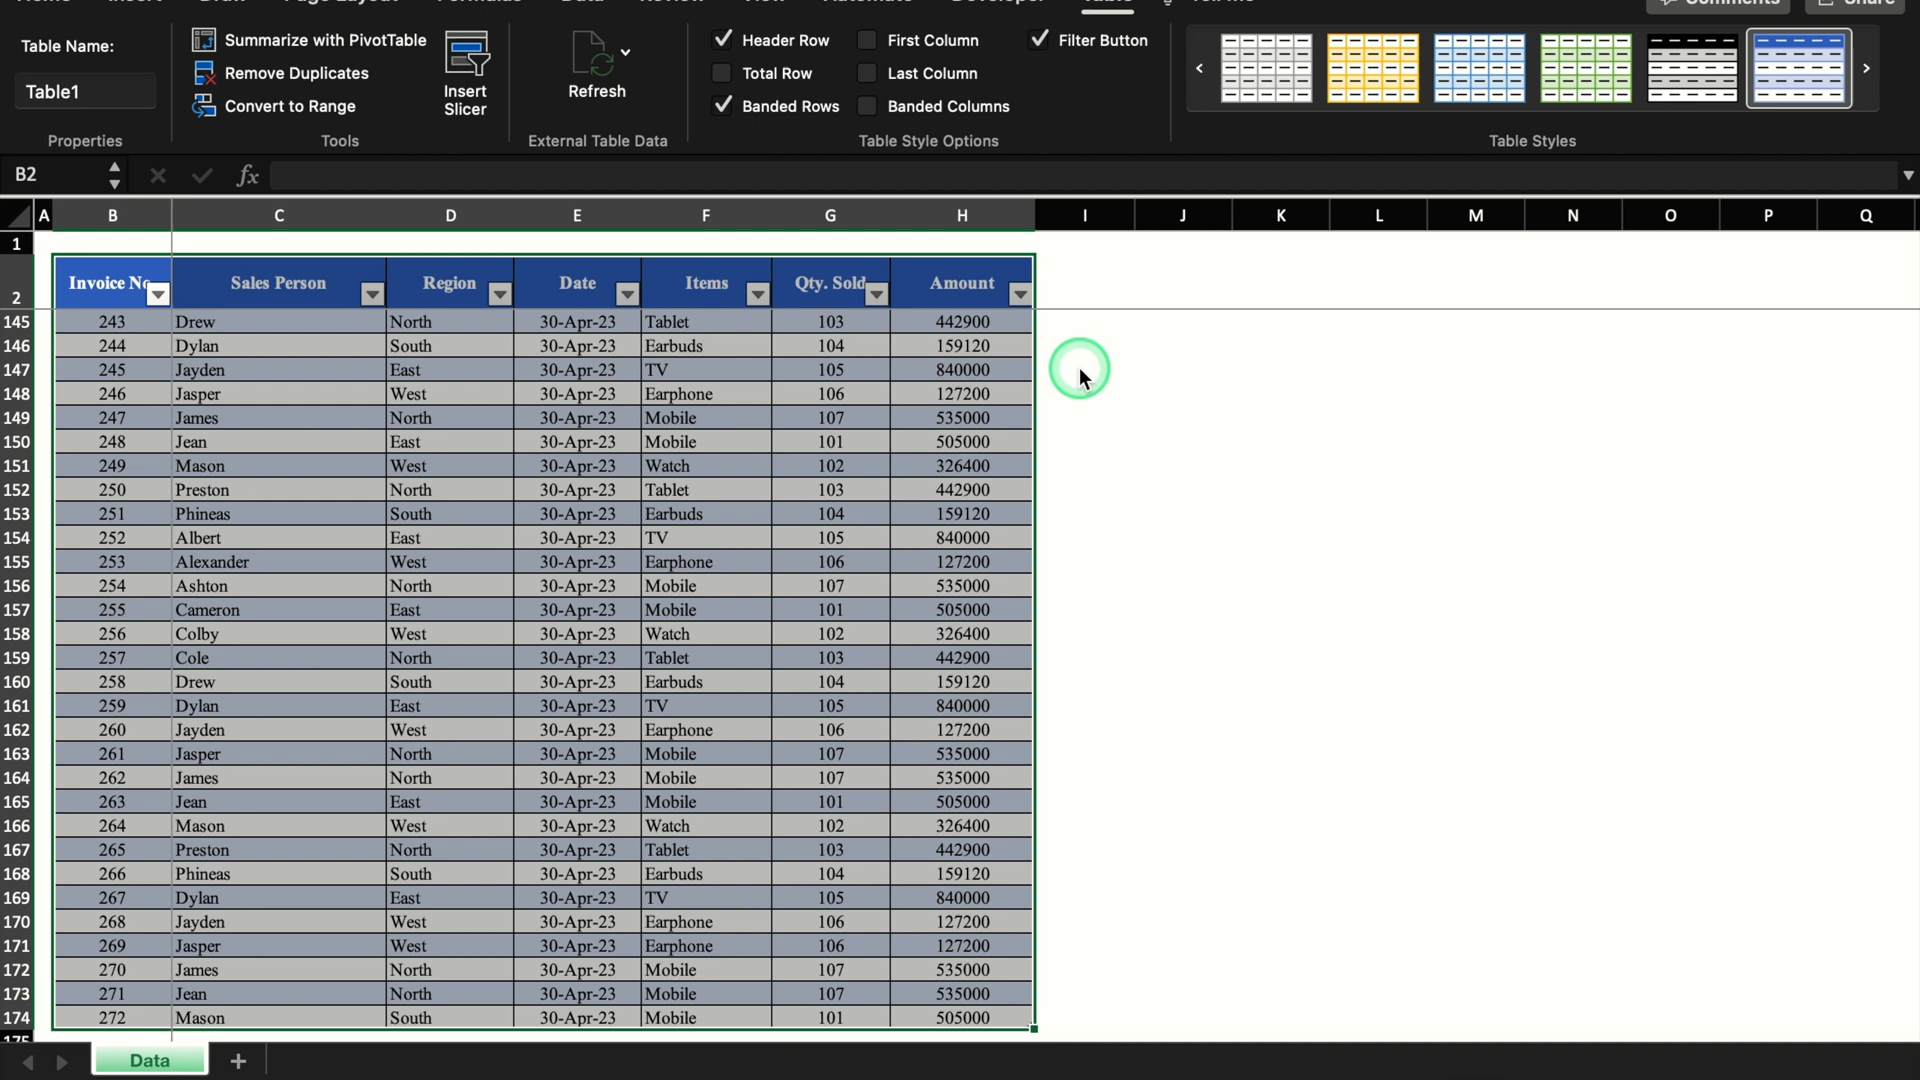 Home Insert Draw Page Layout Formulas Data Review View Automate Developer Table Tell me Comments Share
Table Name:
Table1
Properties
Summarize with PivotTable
Remove Duplicates
Convert to Range
Tools
Insert
Slicer
Refresh
External Table Data
Header Row First Column Filter Button
Total Row Last Column
Banded Rows Banded Columns
Table Style Options
Table Styles
B2 fx
A B C D E F G H I J K L M N O P Q
1
2 Invoice No Sales Person Region Date Items Qty. Sold Amount
145 243 Drew North 30-Apr-23 Tablet 103 442900
146 244 Dylan South 30-Apr-23 Earbuds 104 159120
147 245 Jayden East 30-Apr-23 TV 105 840000
148 246 Jasper West 30-Apr-23 Earphone 106 127200
149 247 James North 30-Apr-23 Mobile 107 535000
150 248 Jean East 30-Apr-23 Mobile 101 505000
151 249 Mason West 30-Apr-23 Watch 102 326400
152 250 Preston North 30-Apr-23 Tablet 103 442900
153 251 Phineas South 30-Apr-23 Earbuds 104 159120
154 252 Albert East 30-Apr-23 TV 105 840000
155 253 Alexander West 30-Apr-23 Earphone 106 127200
156 254 Ashton North 30-Apr-23 Mobile 107 535000
157 255 Cameron East 30-Apr-23 Mobile 101 505000
158 256 Colby West 30-Apr-23 Watch 102 326400
159 257 Cole North 30-Apr-23 Tablet 103 442900
160 258 Drew South 30-Apr-23 Earbuds 104 159120
161 259 Dylan East 30-Apr-23 TV 105 840000
162 260 Jayden West 30-Apr-23 Earphone 106 127200
163 261 Jasper North 30-Apr-23 Mobile 107 535000
164 262 James North 30-Apr-23 Mobile 107 535000
165 263 Jean East 30-Apr-23 Mobile 101 505000
166 264 Mason West 30-Apr-23 Watch 102 326400
167 265 Preston North 30-Apr-23 Tablet 103 442900
168 266 Phineas South 30-Apr-23 Earbuds 104 159120
169 267 Dylan East 30-Apr-23 TV 105 840000
170 268 Jayden West 30-Apr-23 Earphone 106 127200
171 269 Jasper West 30-Apr-23 Earphone 106 127200
172 270 James North 30-Apr-23 Mobile 107 535000
173 271 Jean North 30-Apr-23 Mobile 107 535000
174 272 Mason South 30-Apr-23 Mobile 101 505000
175
Data